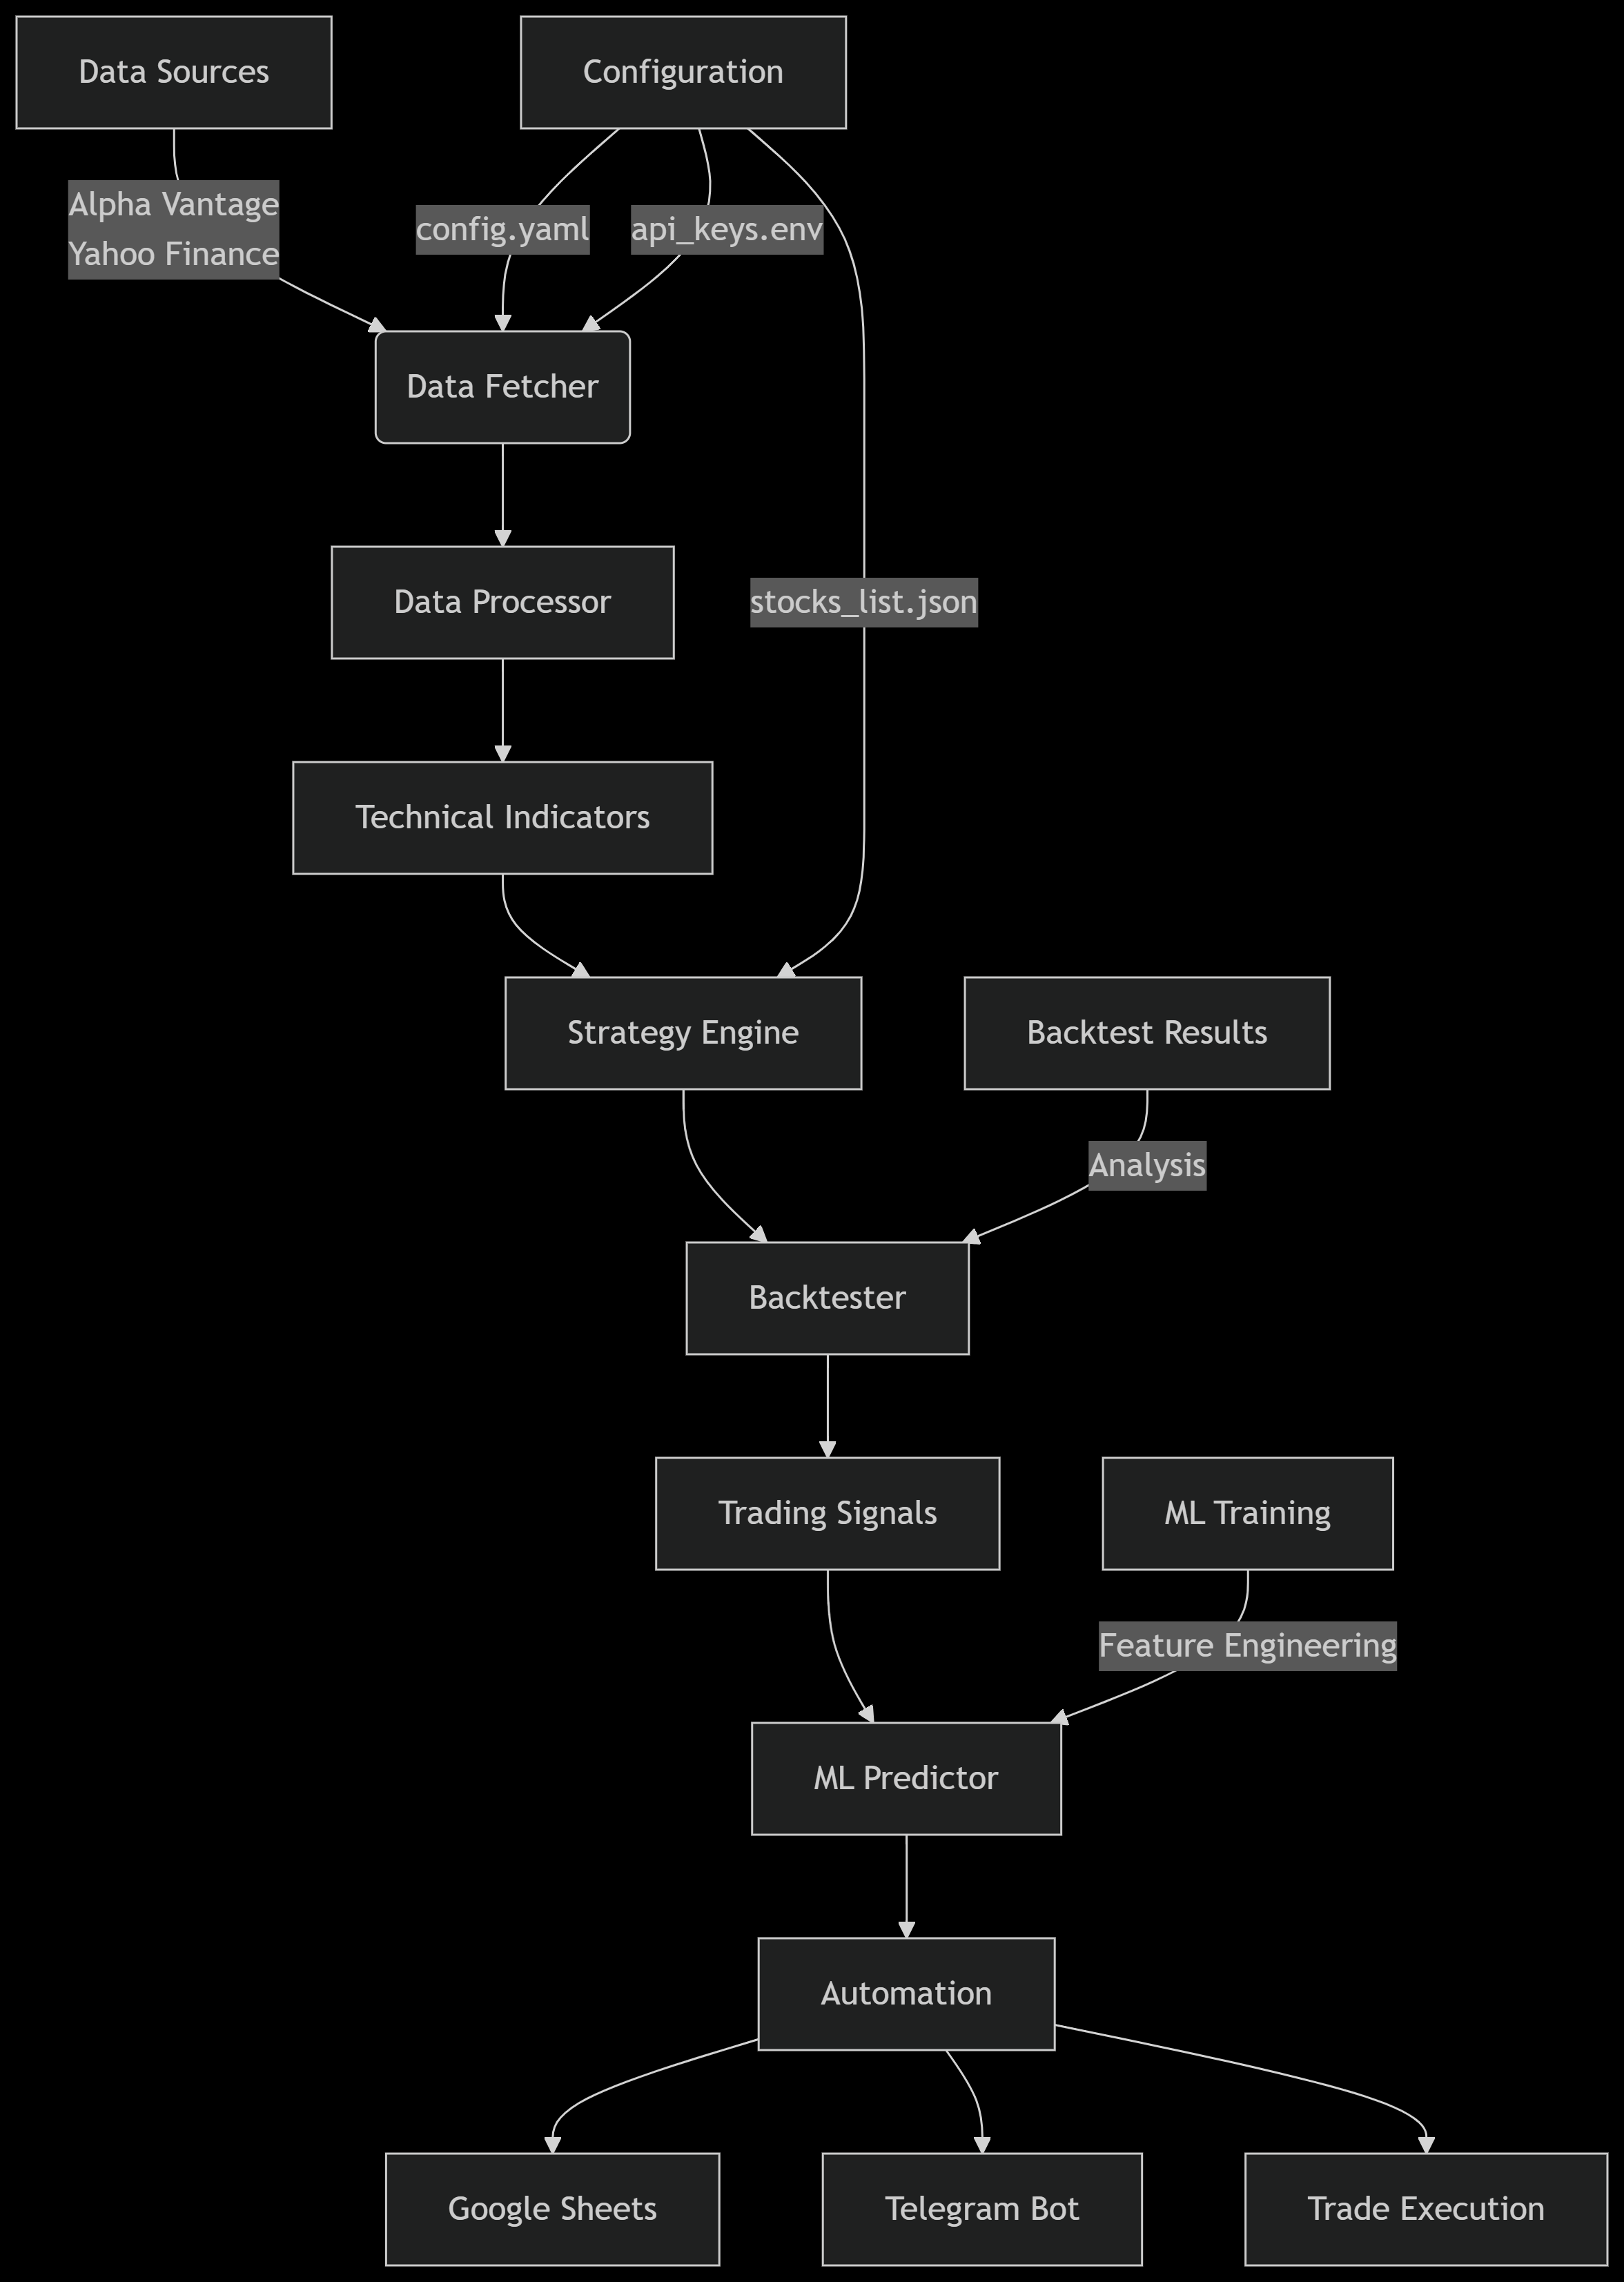 Data Sources
Configuration
Alpha Vantage
Yahoo Finance
config.yaml
api_keys.env
Data Fetcher
Data Processor
stocks_list.json
Technical Indicators
Strategy Engine
Backtest Results
Analysis
Backtester
Trading Signals
ML Training
Feature Engineering
ML Predictor
Automation
Google Sheets
Telegram Bot
Trade Execution